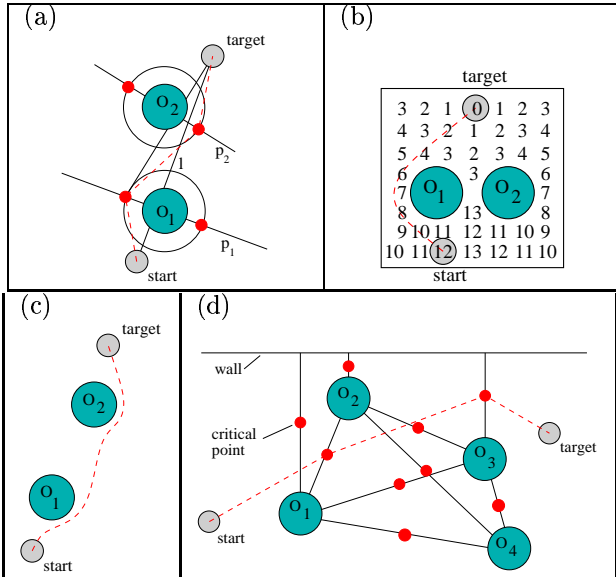 (a)
target
O2
p2
1
O1
p1
start
(b)
target
3 2 1 0 1 2 3
4 3 2 1 2 3 4
5 4 3 2 3 4 5
6 3 6
7 O1 O2 7
8 13 8
9 10 11 12 11 10 9
10 11 12 13 12 11 10
start
(c)
target
O2
O1
start
(d)
wall
O2
critical
point
target
O3
start
O1
O4